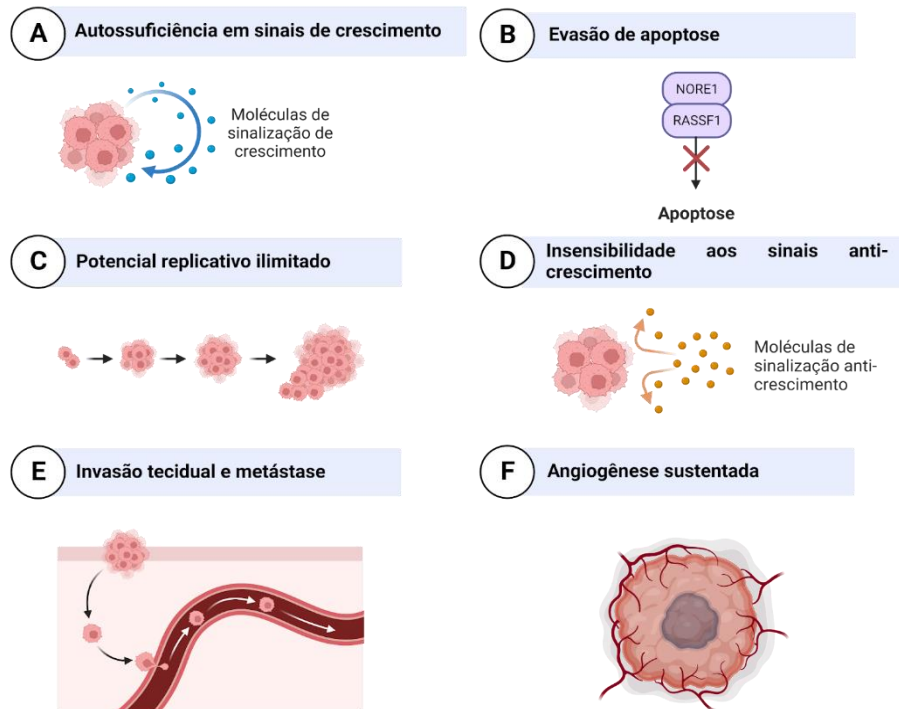 A
Autossuficiência em sinais de crescimento
Moléculas de
sinalização de
crescimento
B
Evasão de apoptose
NORE1
RASSF1
Apoptose
C
Potencial replicativo ilimitado
D
Insensibilidade aos sinais anti-
crescimento
Moléculas de
sinalização anti-
crescimento
E
Invasão tecidual e metástase
F
Angiogênese sustentada